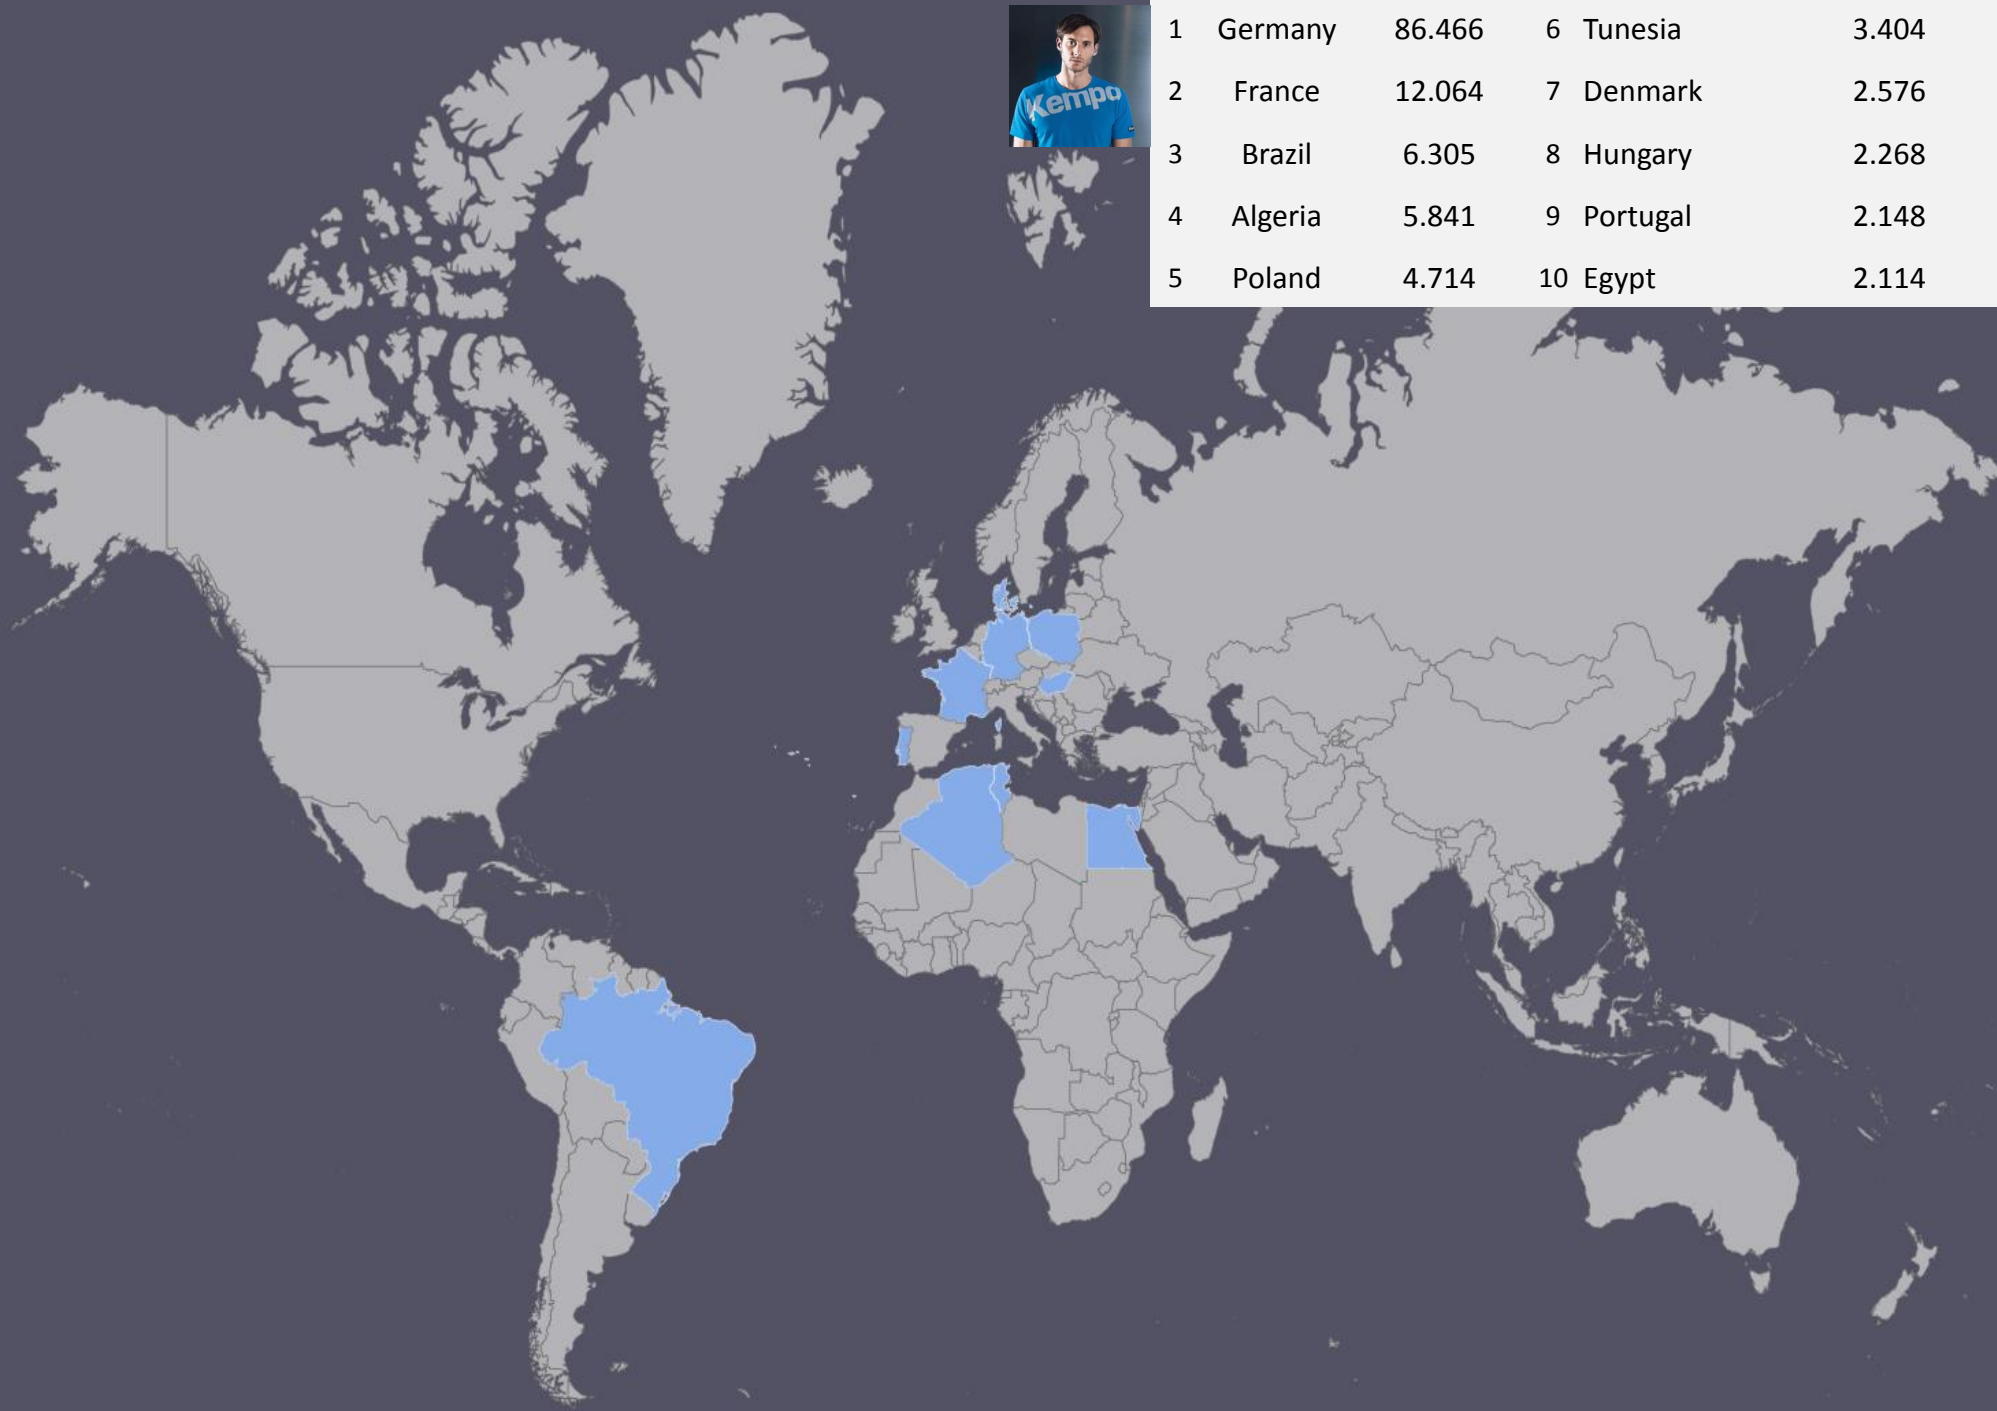 1 Germany 86.466 6 Tunesia 3.404
2 France 12.064 7 Denmark 2.576
3 Brazil 6.305 8 Hungary 2.268
4 Algeria 5.841 9 Portugal 2.148
5 Poland 4.714 10 Egypt 2.114
Kempa